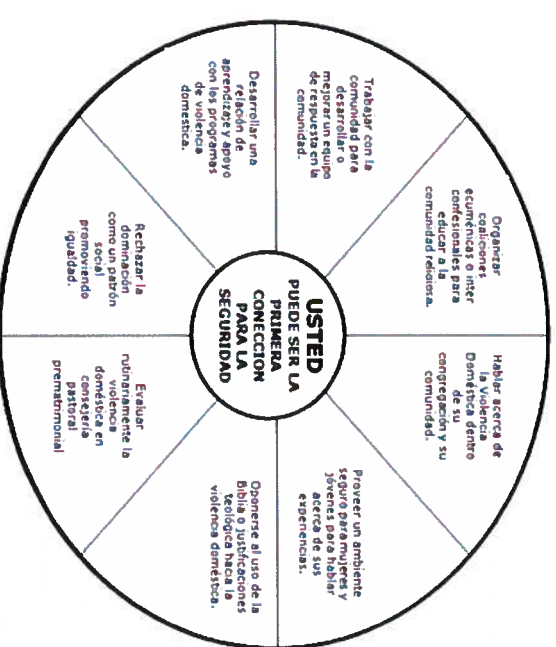 USTED
PUEDE SER LA
PRIMERA
CONECCION
PARA LA
SEGURIDAD
Hablar acerca de
la Violencia
Doméstica dentro
de su
congregación y su
comunidad.
Proveer un ambiente
seguro para mujeres y
jóvenes para hablar
acerca de sus
experiencias.
Oponerse al uso de la
Biblia o justificaciones
teológica hacia la
violencia doméstica.
Evaluar
rutinariamente la
violencia
doméstica en
consejería
pastoral
prematrimonial
Rechazar la
dominación
como un patrón
social
promoviendo
igualdad.
Desarrollar una
relación de
aprendizaje y apoyo
con los programas
de violencia
domestica.
Trabajar con la
comunidad para
desarrollar o
mejorar un equipo
de respuesta en la
comunidad.
Organizar
coaliciones
ecuménicas o inter
confesionales para
educar a la
comunidad religiosa.